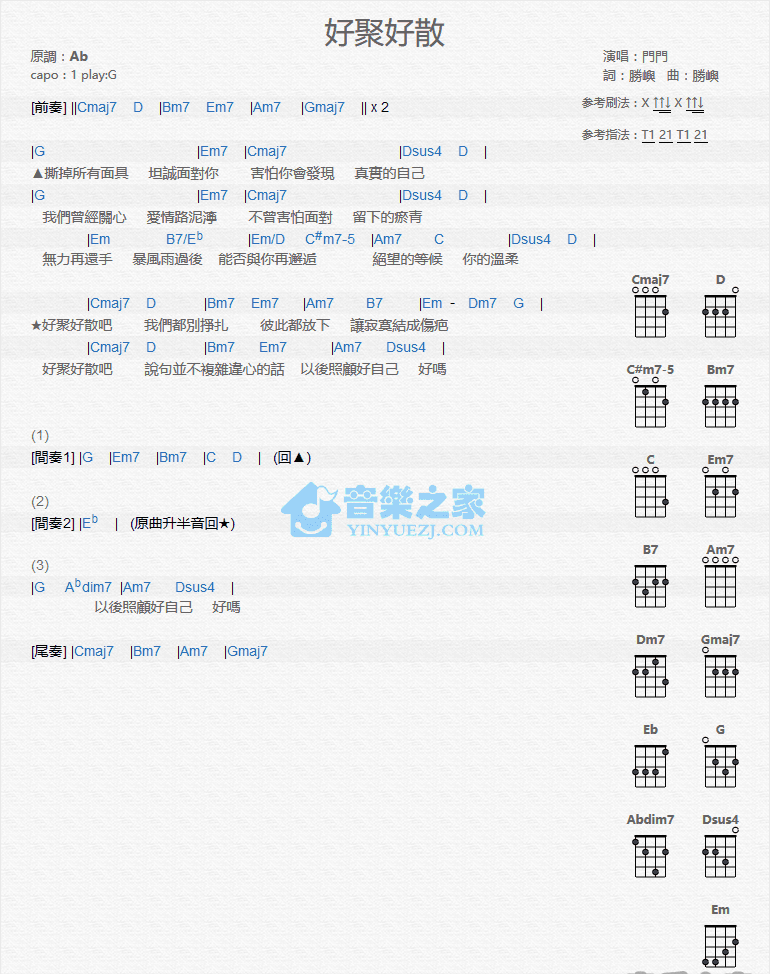 好聚好散
原調：Ab
capo：1 play:G
演唱：門門
詞：勝嶼 曲：勝嶼
参考刷法：X ↑↑↓ X ↑↑↓
参考指法：T1 21 T1 21
[前奏] ||Cmaj7 D |Bm7 Em7 |Am7 |Gmaj7 || x 2
|G |Em7 |Cmaj7 |Dsus4 D |
▲撕掉所有面具 坦誠面對你 害怕你會發現 真實的自己
|G |Em7 |Cmaj7 |Dsus4 D |
我們曾經關心 愛情路泥濘 不曾害怕面對 留下的瘀青
|Em B7/Eb |Em/D C#m7-5 |Am7 C |Dsus4 D |
無力再還手 暴風雨過後 能否與你再邂逅 絕望的等候 你的溫柔
|Cmaj7 D |Bm7 Em7 |Am7 B7 |Em - Dm7 G |
★好聚好散吧 我們都別掙扎 彼此都放下 讓寂寞結成傷疤
|Cmaj7 D |Bm7 Em7 |Am7 Dsus4 |
好聚好散吧 說句並不複雜違心的話 以後照顧好自己 好嗎
(1)
[間奏1] |G |Em7 |Bm7 |C D | (回▲)
(2)
[間奏2] |Eb | (原曲升半音回★)
(3)
|G Abdim7 |Am7 Dsus4 |
以後照顧好自己 好嗎
[尾奏] |Cmaj7 |Bm7 |Am7 |Gmaj7
音樂之家
YINYUEZJ.COM
Cmaj7 D
C#m7-5 Bm7
C Em7
B7 Am7
Dm7 Gmaj7
Eb G
Abdim7 Dsus4
Em